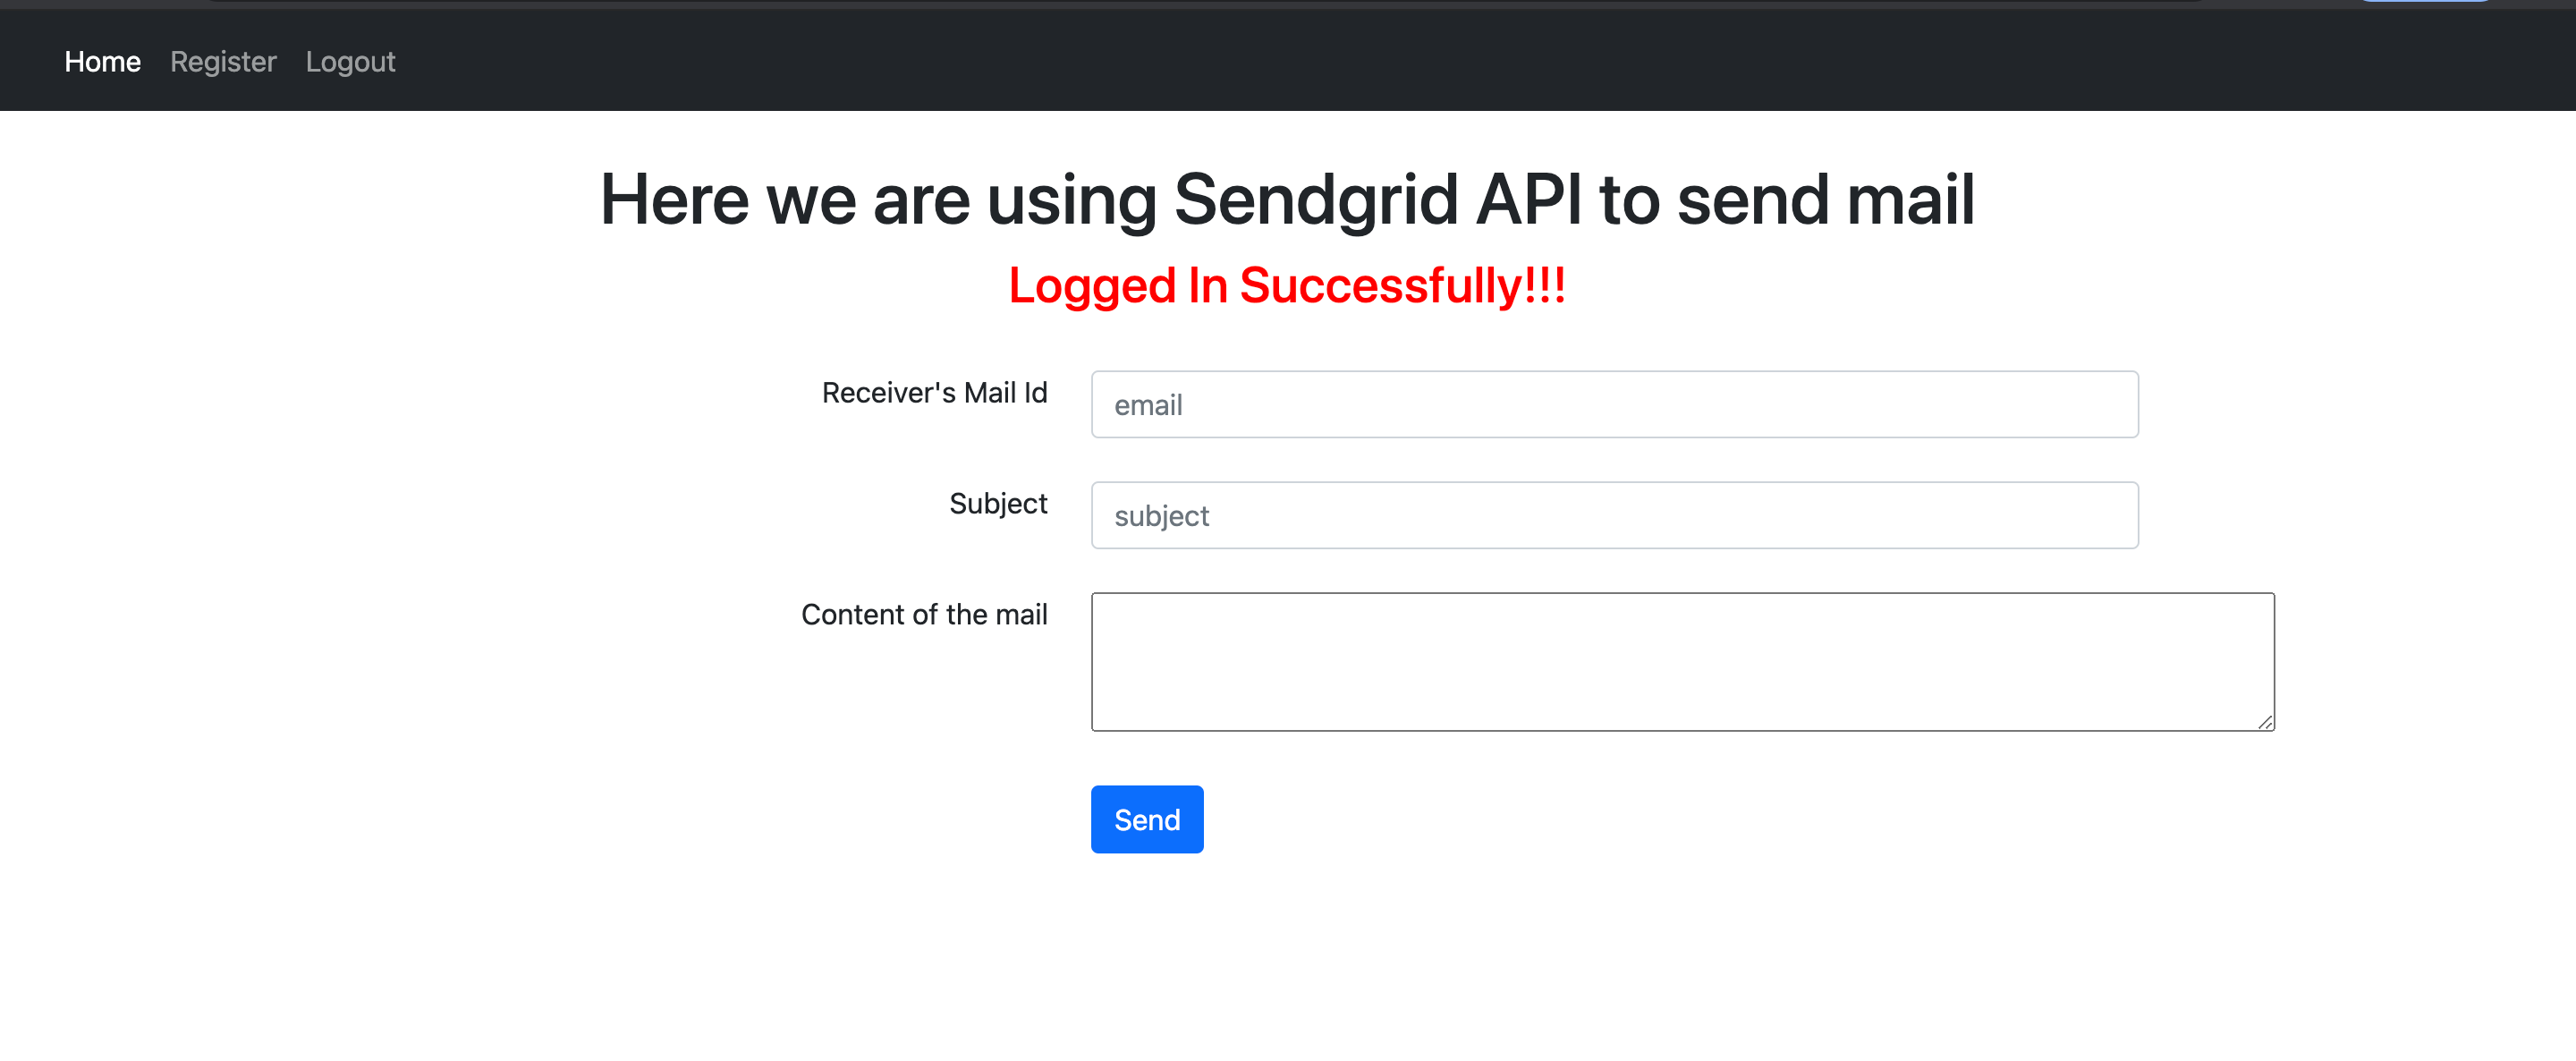 Home Register Logout
Here we are using Sendgrid API to send mail
Logged In Successfully!!!
Receiver's Mail Id email
Subject subject
Content of the mail
Send